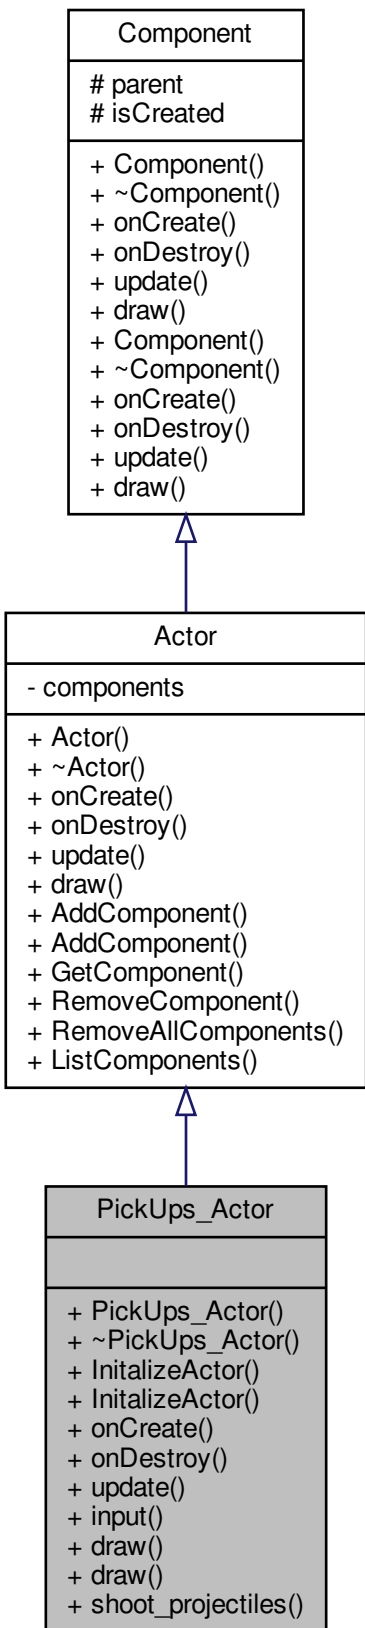 Component
# parent
# isCreated
+ Component()
+ ~Component()
+ onCreate()
+ onDestroy()
+ update()
+ draw()
+ Component()
+ ~Component()
+ onCreate()
+ onDestroy()
+ update()
+ draw()
Actor
- components
+ Actor()
+ ~Actor()
+ onCreate()
+ onDestroy()
+ update()
+ draw()
+ AddComponent()
+ AddComponent()
+ GetComponent()
+ RemoveComponent()
+ RemoveAllComponents()
+ ListComponents()
PickUps_Actor
+ PickUps_Actor()
+ ~PickUps_Actor()
+ InitalizeActor()
+ InitalizeActor()
+ onCreate()
+ onDestroy()
+ update()
+ input()
+ draw()
+ draw()
+ shoot_projectiles()